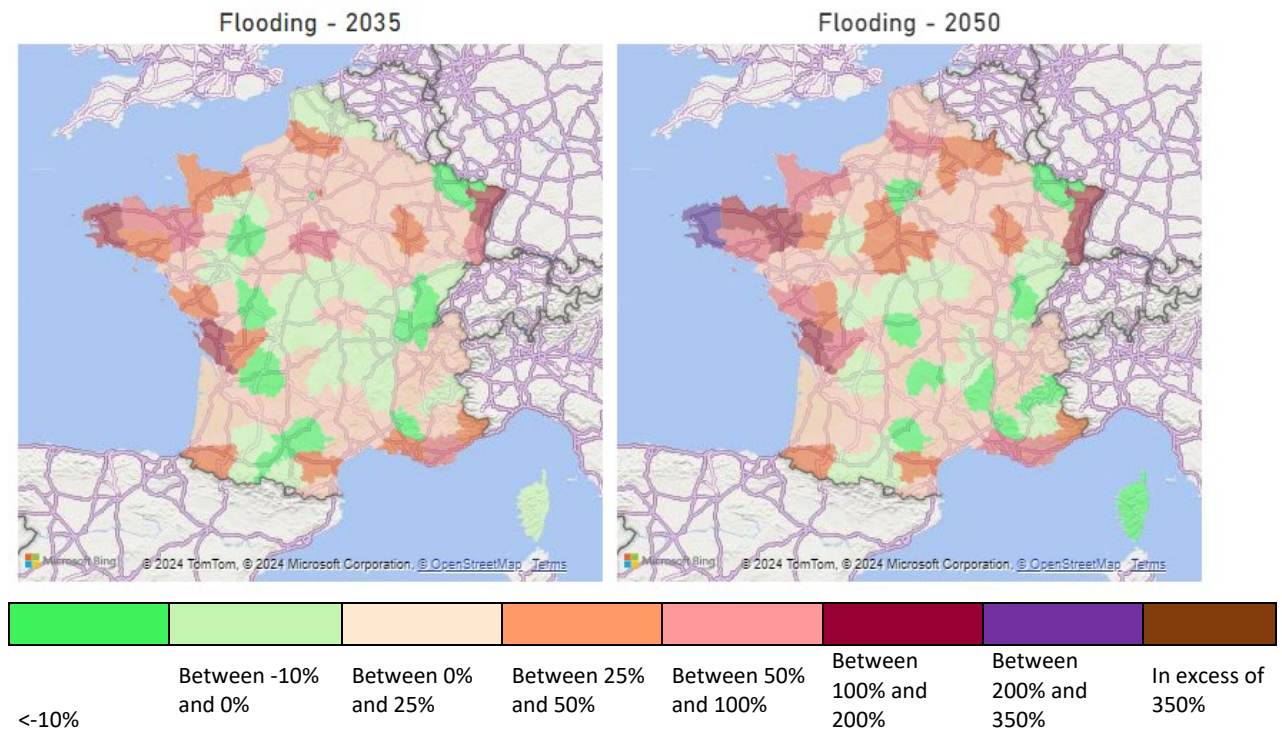 Flooding - 2035
Flooding - 2050
Microsoft Bing
© 2024 TomTom, © 2024 Microsoft Corporation, © OpenStreetMap Terms
Microsoft Bing
© 2024 TomTom, © 2024 Microsoft Corporation, © OpenStreetMap Terms
<-10%
Between -10%
and 0%
Between 0%
and 25%
Between 25%
and 50%
Between 50%
and 100%
Between
100% and
200%
Between
200% and
350%
In excess of
350%